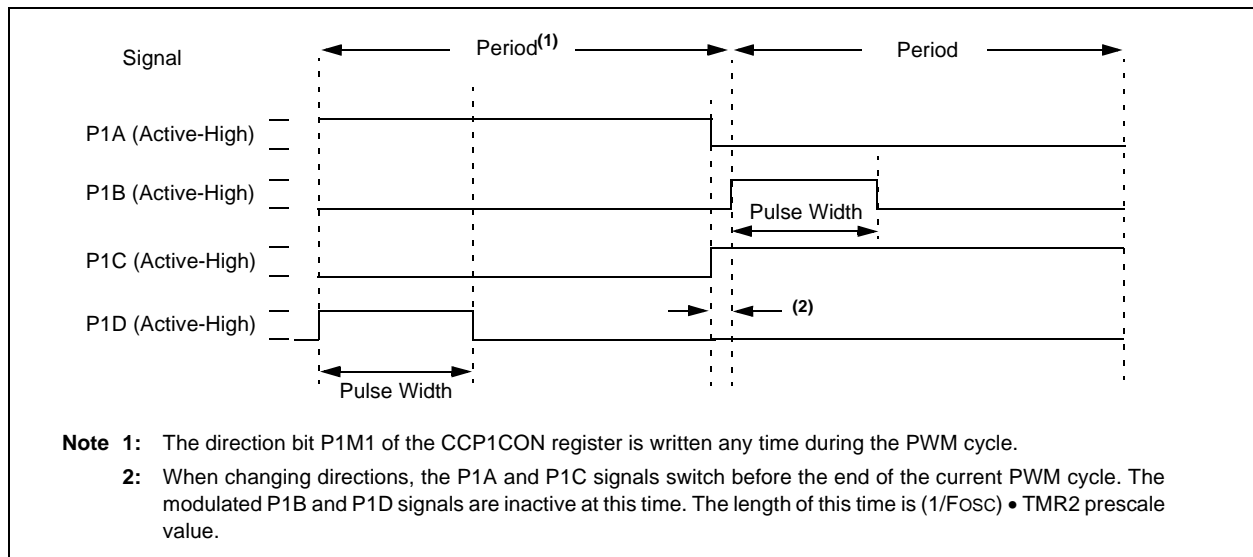 Signal
Period(1)
Period
P1A (Active-High)
P1B (Active-High)
Pulse Width
P1C (Active-High)
(2)
P1D (Active-High)
Pulse Width
Note 1: The direction bit P1M1 of the CCP1CON register is written any time during the PWM cycle.
2: When changing directions, the P1A and P1C signals switch before the end of the current PWM cycle. The
modulated P1B and P1D signals are inactive at this time. The length of this time is (1/FOSC) • TMR2 prescale
value.